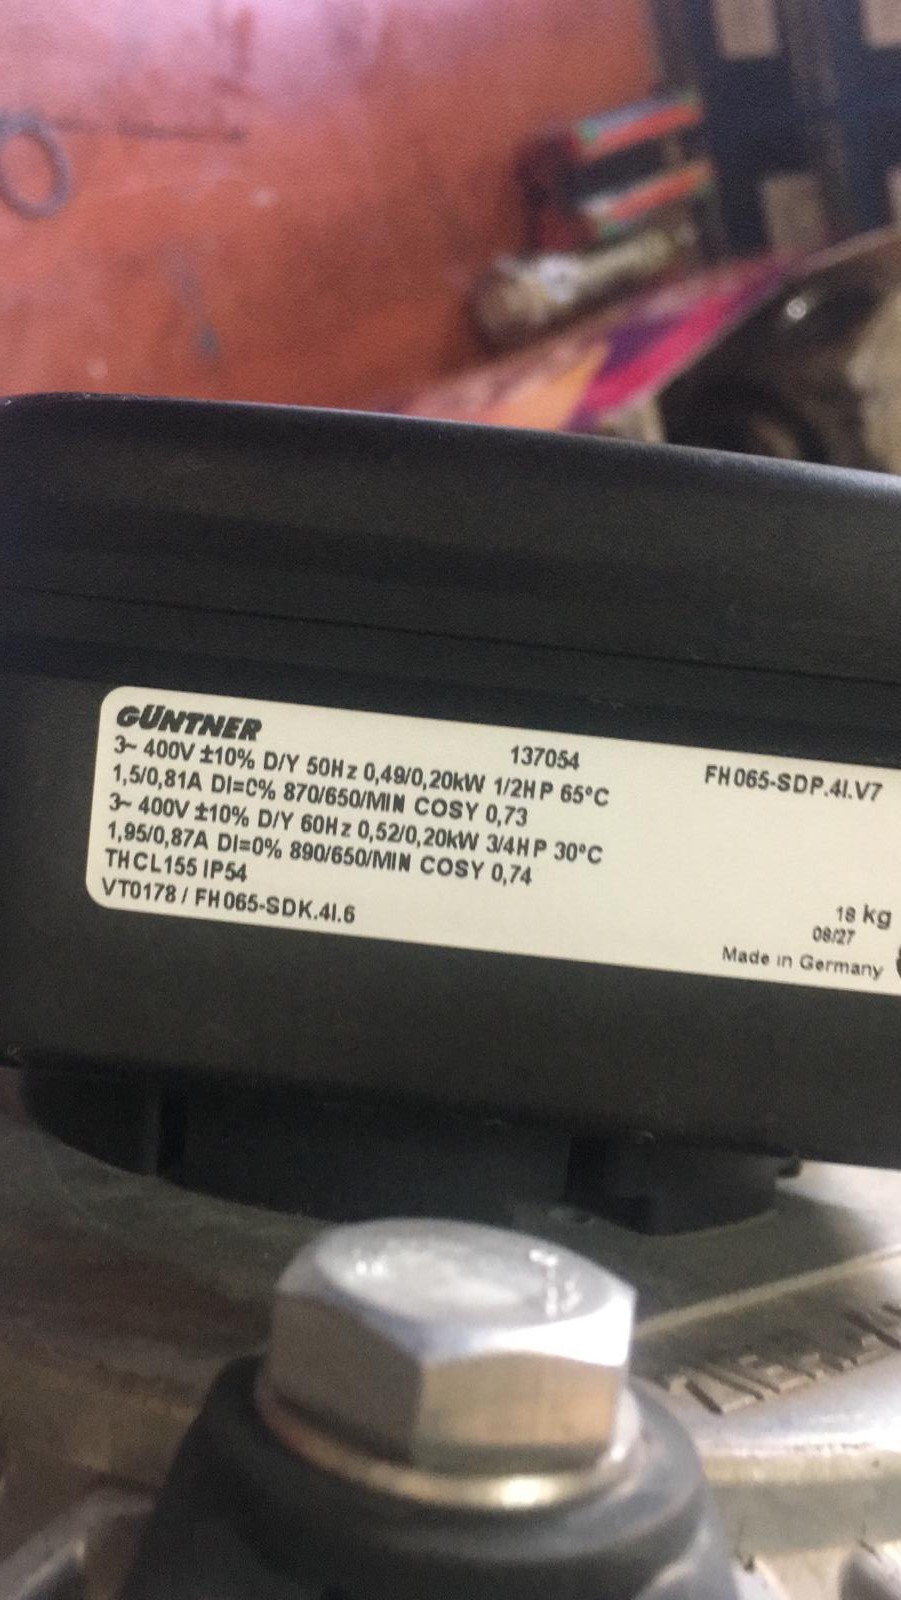 GÜNTNER
137054
FH065-SDP.4I.V7
3~ 400V ±10% D/Y 50Hz 0,49/0,20kW 1/2HP 65°C
1,5/0,81A DI=0% 870/650/MIN COSY 0,73
3~ 400V ±10% D/Y 60Hz 0,52/0,20kW 3/4HP 30°C
1,95/0,87A DI=0% 890/650/MIN COSY 0,74
THCL155 IP54
VT0178 / FH065-SDK.4I.6
18 kg
08/27
Made in Germany